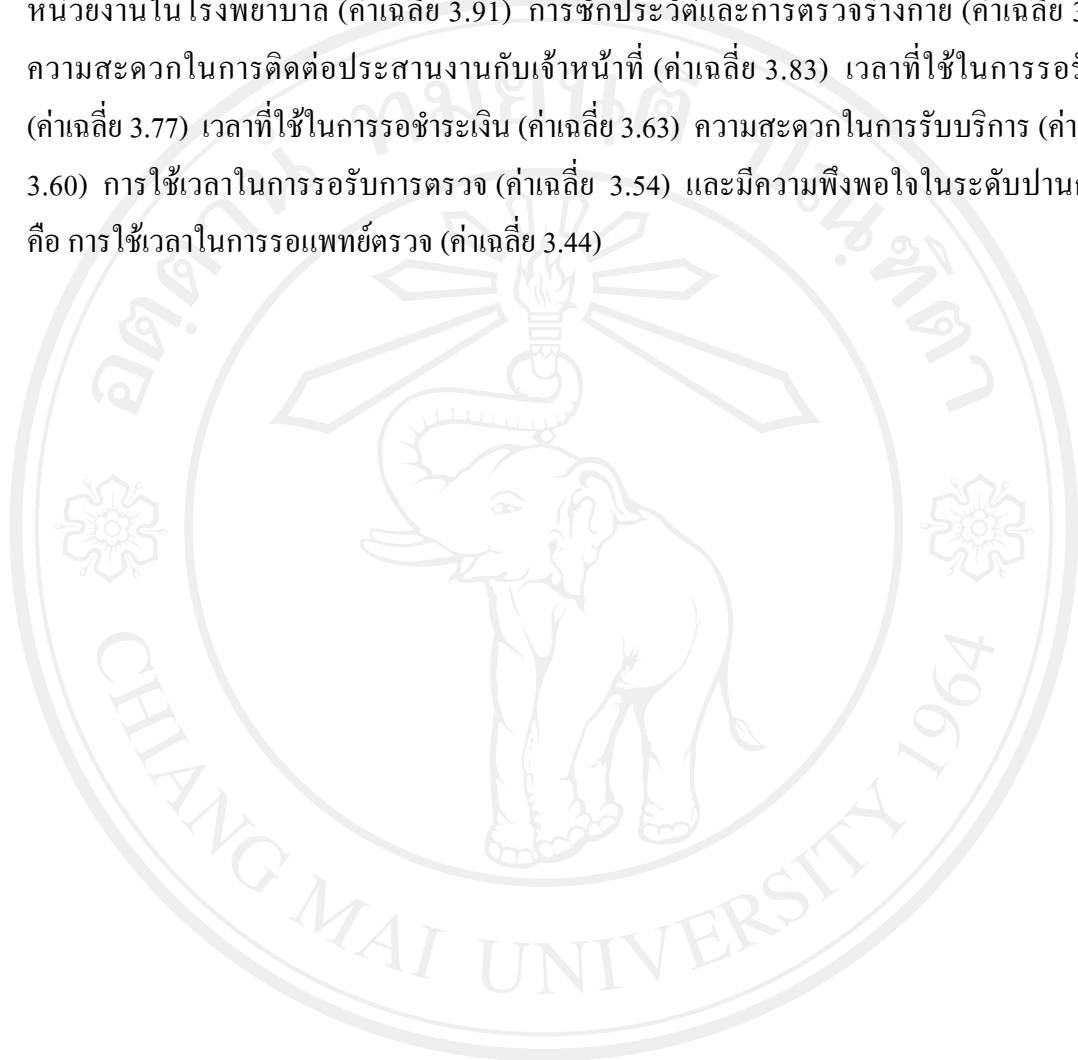 หน่วยงานในโรงพยาบาล (ค่าเฉลี่ย 3.91) การซักประวัติและการตรวจร่างกาย (ค่าเฉลี่ย
ความสะดวกในการติดต่อประสานงานกับเจ้าหน้าที่ (ค่าเฉลี่ย 3.83) เวลาที่ใช้ในการ
(ค่าเฉลี่ย 3.77) เวลาที่ใช้ในการรอชำระเงิน (ค่าเฉลี่ย 3.63) ความสะดวกในการรับบริการ
3.60) การใช้เวลาในการรอรับการตรวจ (ค่าเฉลี่ย 3.54) และมีความพึงพอใจในระดับ
คือ การใช้เวลาในการรอแพทย์ตรวจ (ค่าเฉลี่ย 3.44)
อตฺตานํ ทมยนฺติ ปณฺฑิตา
CHIANG MAI UNIVERSITY 1964